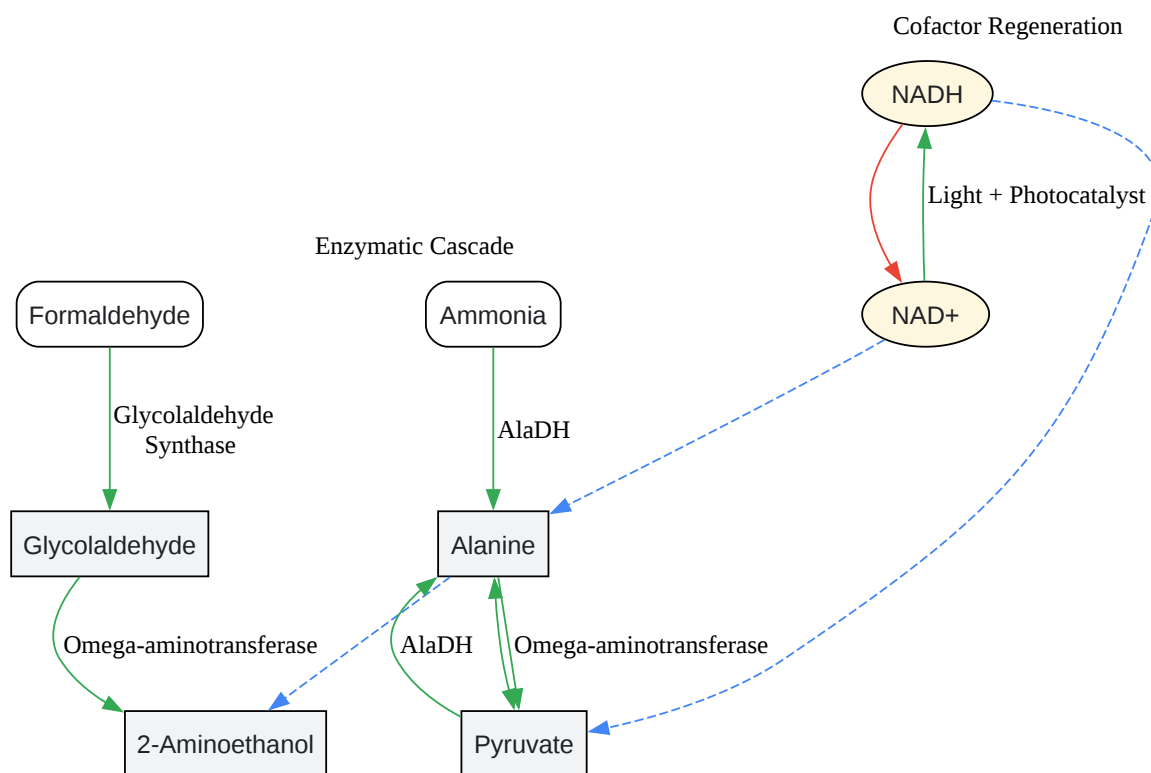 Cofactor Regeneration
NADH
Light + Photocatalyst
Enzymatic Cascade
Formaldehyde
Ammonia
NAD+
Glycolaldehyde
Synthase
AlaDH
Glycolaldehyde
Alanine
Omega-aminotransferase
AlaDH
Omega-aminotransferase
2-Aminoethanol
Pyruvate